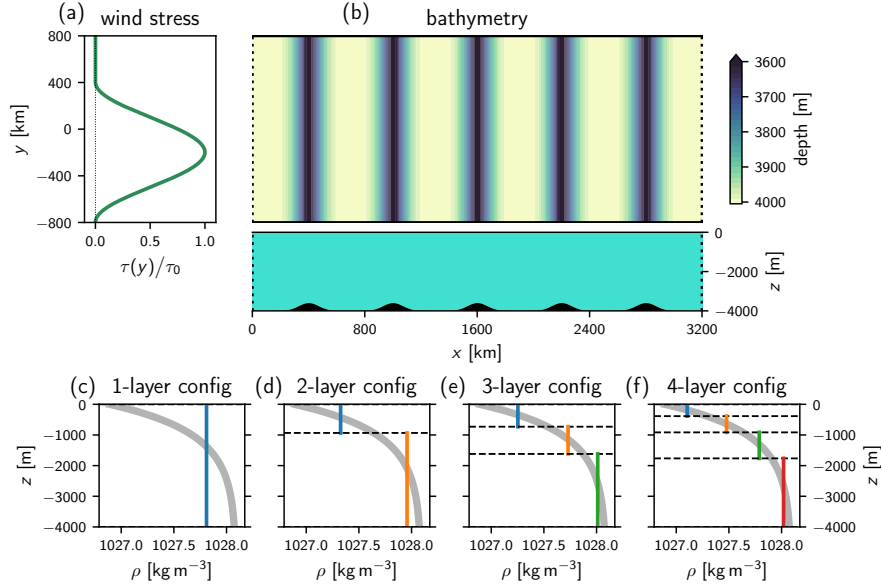 (a) wind stress
(b) bathymetry
800
400
0
−400
−800
y [km]
0.0 0.5 1.0
τ(y)/τ0
3600
3700
3800
3900
4000
depth [m]
0
−2000
−4000
z [m]
0 800 1600 2400 3200
x [km]
(c) 1-layer config
(d) 2-layer config
(e) 3-layer config
(f) 4-layer config
0
−1000
−2000
−3000
−4000
z [m]
0
−1000
−2000
−3000
−4000
z [m]
1027.0 1027.5 1028.0
ρ [kg m−3]
1027.0 1027.5 1028.0
ρ [kg m−3]
1027.0 1027.5 1028.0
ρ [kg m−3]
1027.0 1027.5 1028.0
ρ [kg m−3]